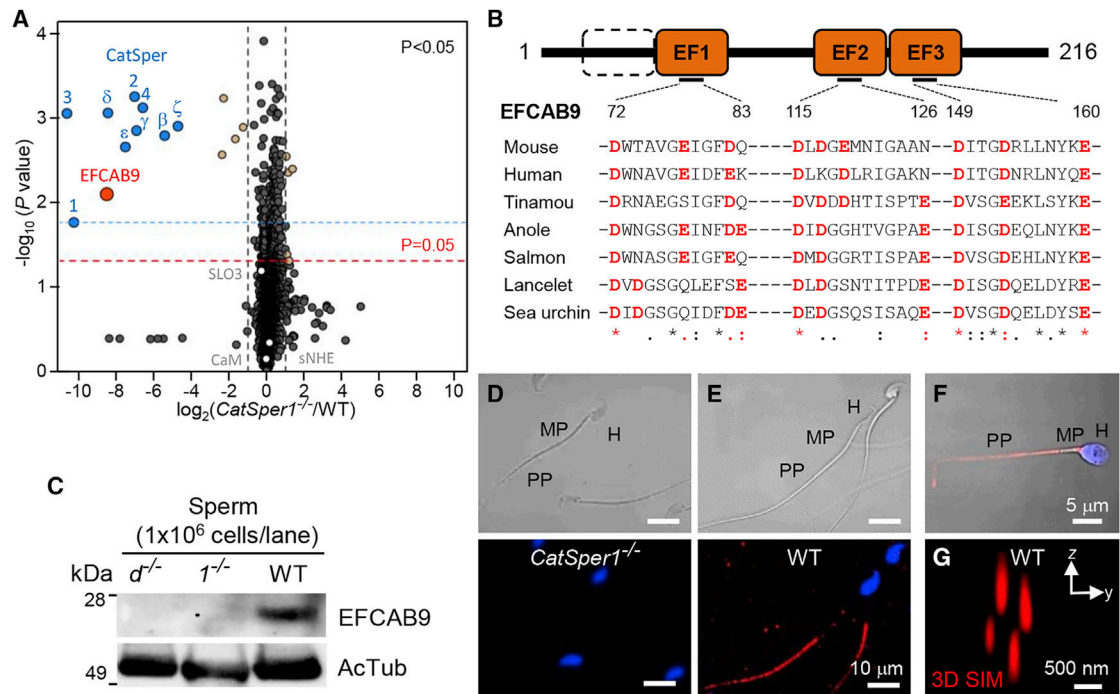 A
4
3
2
1
0
-log₁₀(P value)
P<0.05
CatSper
3
δ
2
4
ε
γ
β
ζ
EFCAB9
1
P=0.05
SLO3
CaM
sNHE
-10 -8 -6 -4 -2 0 2 4 6 8 10
log₂(CatSper1⁻/⁻/WT)
B
1 EF1 EF2 EF3 216
EFCAB9 72 83 115 126 149 160
Mouse –DWTAVGEIGFDQ–––––DLDGEMNIGAAN–DITGDRLLNYKE–
Human –DWNAVGEIDFEK–––––DLKGDLRIGAKN–DITGDNRLNYQE–
Tinamou –DRNAEGSIGFDQ–––––DVDDDHTISPTE–DVSGEEKLSYKE–
Anole –DWNGSGEINFDE–––––DIDGGHTVGPAE–DISGDEQLNYKE–
Salmon –DWNASGEIGFEQ–––––DMDGGRTISPAE–DVSGDEHLNYKE–
Lancelet –DVDGSGQLEFSE–––––DLDGSNTITPDE–DISGDQELDYRE–
Sea urchin –DVDGSGQIDFDE–––––DEDGSQSISAQE–DVSGDQELDYSE–
* * . : * . : * . . : : * : * : * . * * *
C
Sperm
(1x10⁶ cells/lane)
kDa d⁻/⁻ 1⁻/⁻ WT
28
EFCAB9
49
AcTub
D
MP
H
PP
CatSper1⁻/⁻
E
H
MP
PP
WT
10 μm
F
PP
MP
H
5 μm
G
WT
z
y
3D SIM
500 nm